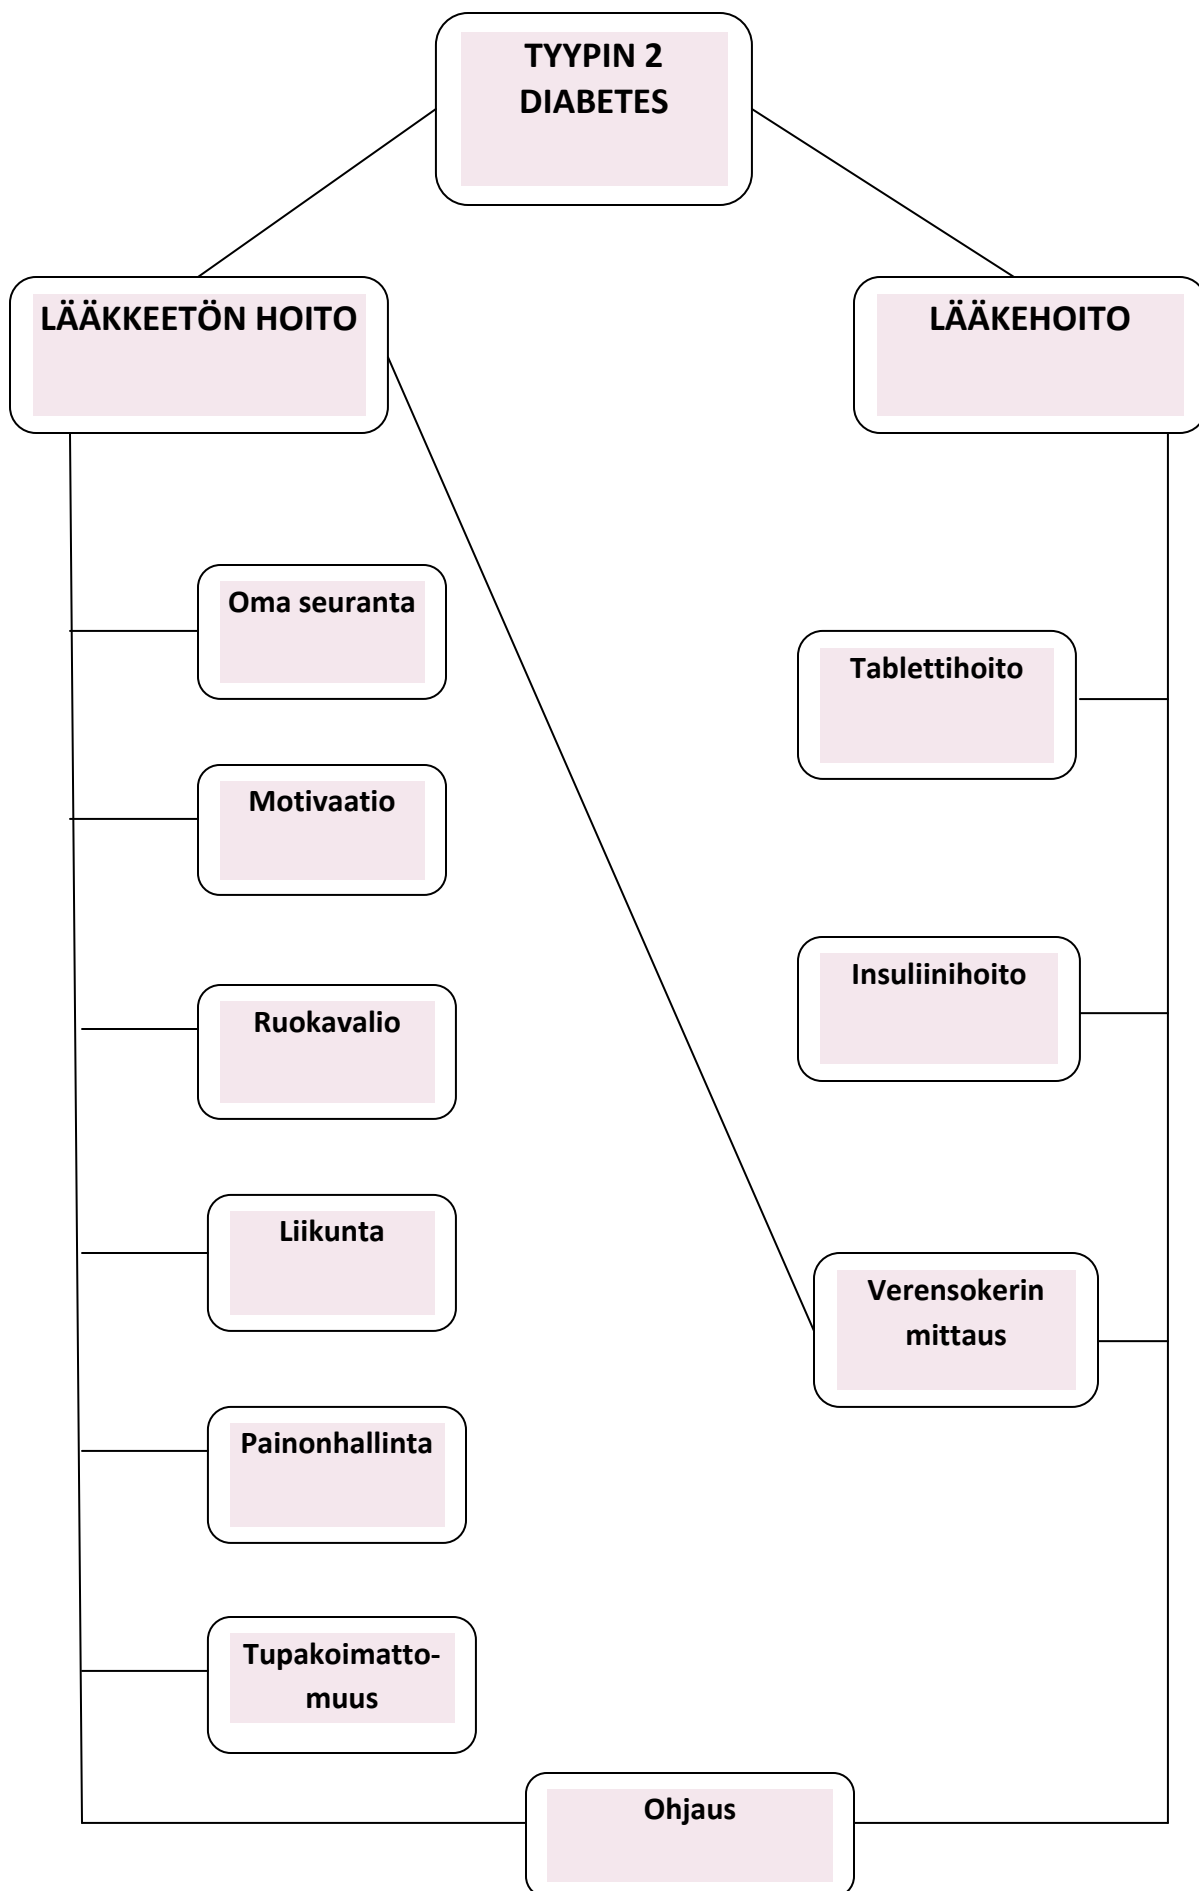 TYYPIN 2
DIABETES
LÄÄKKEETÖN HOITO
LÄÄKEHOITO
Oma seuranta
Motivaatio
Ruokavalio
Liikunta
Painonhallinta
Tupakoimatto-
muus
Tablettihoito
Insuliinihoito
Verensokerin
mittaus
Ohjaus